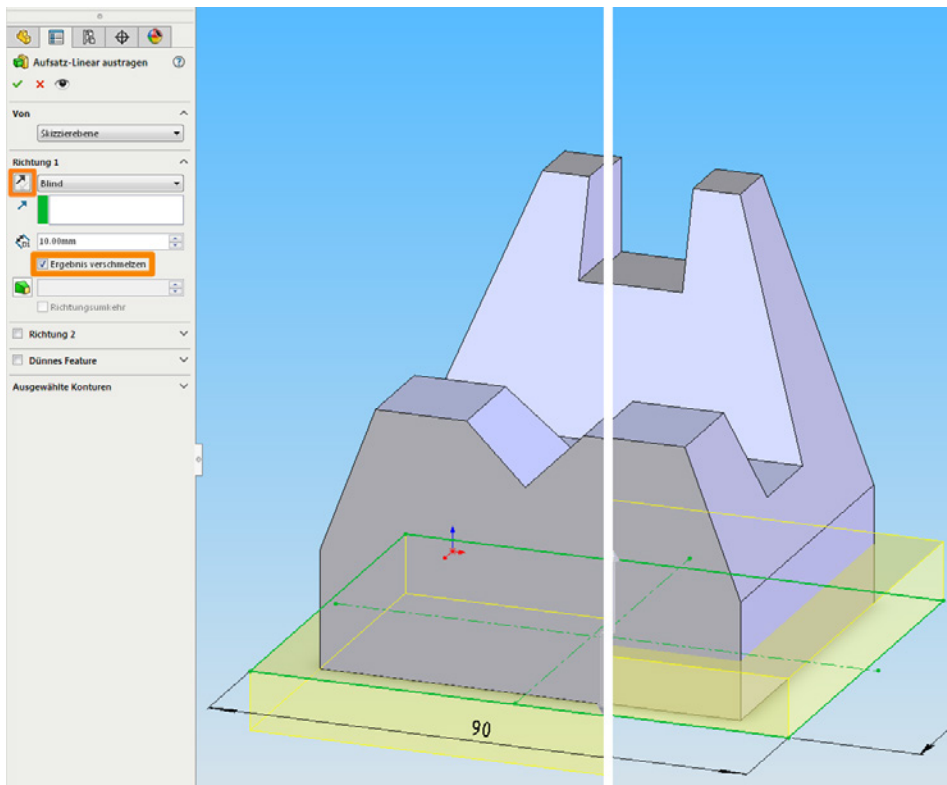 Aufsatz-Linear austragen
Von
Skizzierebene
Richtung 1
Blind
10.00mm
Ergebnis verschmelzen
Richtungsumkehr
Richtung 2
Dünnes Feature
Ausgewählte Konturen
90